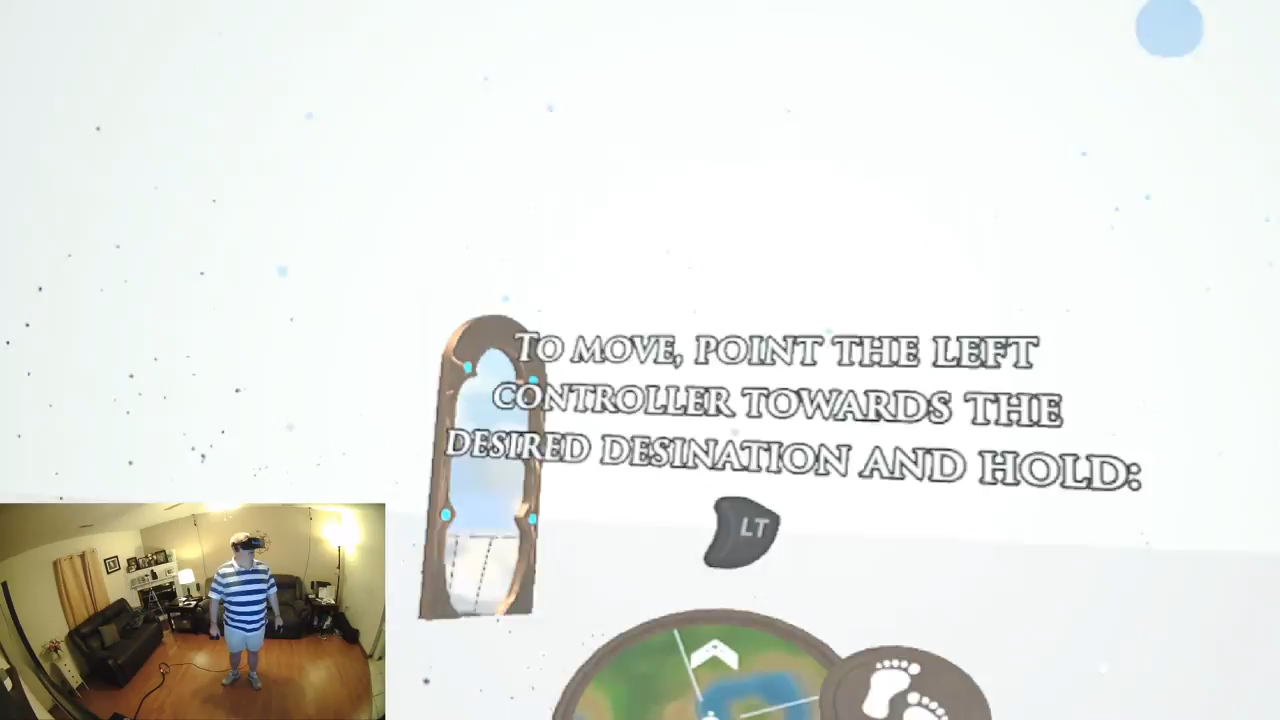 TO MOVE, POINT THE LEFT
CONTROLLER TOWARDS THE
DESIRED DESINATION AND HOLD:
LT